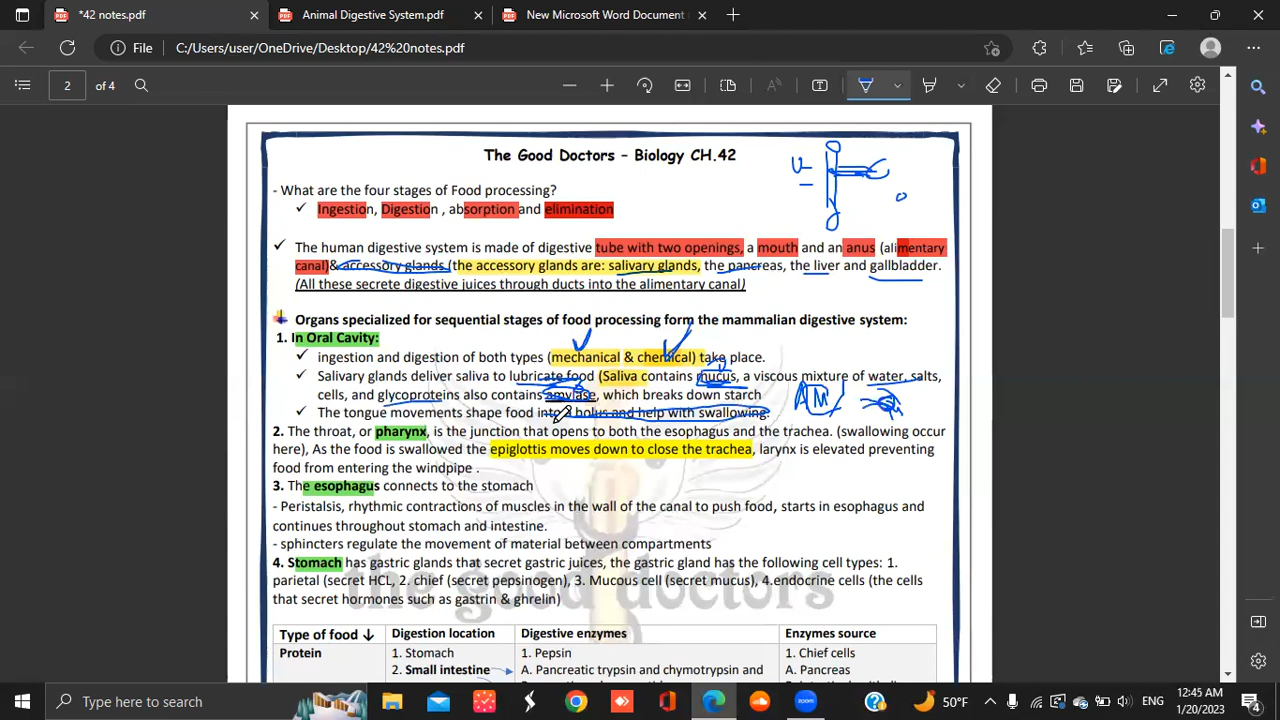 *42 notes.pdf
Animal Digestive System.pdf
New Microsoft Word Document
File
C:/Users/user/OneDrive/Desktop/42%20notes.pdf
2 of 4
The Good Doctors – Biology CH.42
- What are the four stages of Food processing?
✓ Ingestion, Digestion , absorption and elimination
✓ The human digestive system is made of digestive tube with two openings, a mouth and an anus (alimentary
canal)& accessory glands (the accessory glands are: salivary glands, the pancreas, the liver and gallbladder.
(All these secrete digestive juices through ducts into the alimentary canal)
Organs specialized for sequential stages of food processing form the mammalian digestive system:
1. In Oral Cavity:
✓ ingestion and digestion of both types (mechanical & chemical) take place.
✓ Salivary glands deliver saliva to lubricate food (Saliva contains mucus, a viscous mixture of water, salts,
cells, and glycoproteins also contains amylase, which breaks down starch
✓ The tongue movements shape food into a bolus and help with swallowing.
2. The throat, or pharynx, is the junction that opens to both the esophagus and the trachea. (swallowing occur
here), As the food is swallowed the epiglottis moves down to close the trachea, larynx is elevated preventing
food from entering the windpipe .
3. The esophagus connects to the stomach
- Peristalsis, rhythmic contractions of muscles in the wall of the canal to push food, starts in esophagus and
continues throughout stomach and intestine.
- sphincters regulate the movement of material between compartments
4. Stomach has gastric glands that secret gastric juices, the gastric gland has the following cell types: 1.
parietal (secret HCL, 2. chief (secret pepsinogen), 3. Mucous cell (secret mucus), 4.endocrine cells (the cells
that secret hormones such as gastrin & ghrelin)
the good doctors
Type of food ↓ Digestion location Digestive enzymes Enzymes source
Protein 1. Stomach 1. Pepsin 1. Chief cells
2. Small intestine A. Pancreatic trypsin and chymotrypsin and A. Pancreas
Type here to search
50°F
ENG
12:45 AM
1/20/2023